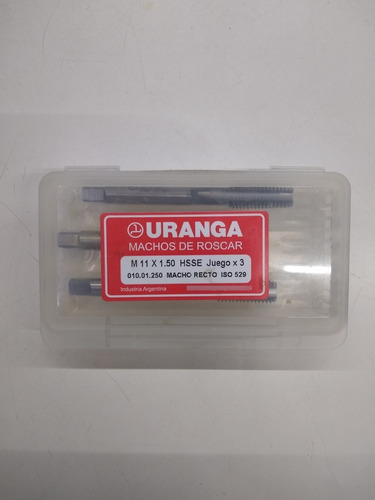 URANGA
MACHOS DE ROSCAR
M 11 X 1.50 HSSE Juego x 3
010.01.250 MACHO RECTO ISO 529
Industria Argentina